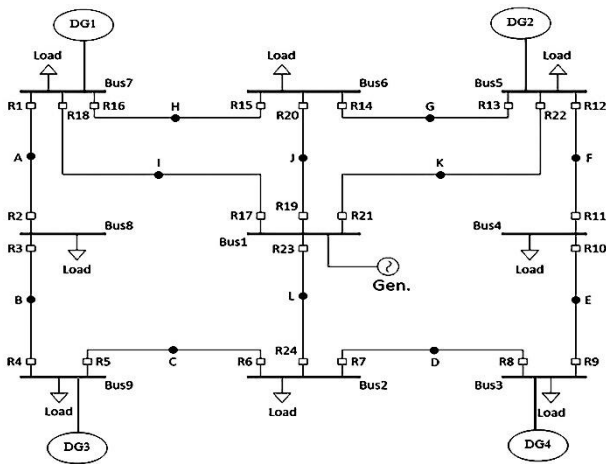 DG1 DG2
Load Load Load
Bus7 Bus6 Bus5
R1 R18 R16 H R15 R20 R14 G R13 R22 R12
A I J K F
R2 R17 R19 R21 R11
Bus8 Bus1 Bus4
R3 Load R23 Load R10
Gen.
B L E
R4 R5 C R6 R24 R7 D R8 R9
Bus9 Bus2 Bus3
Load Load Load
DG3 DG4